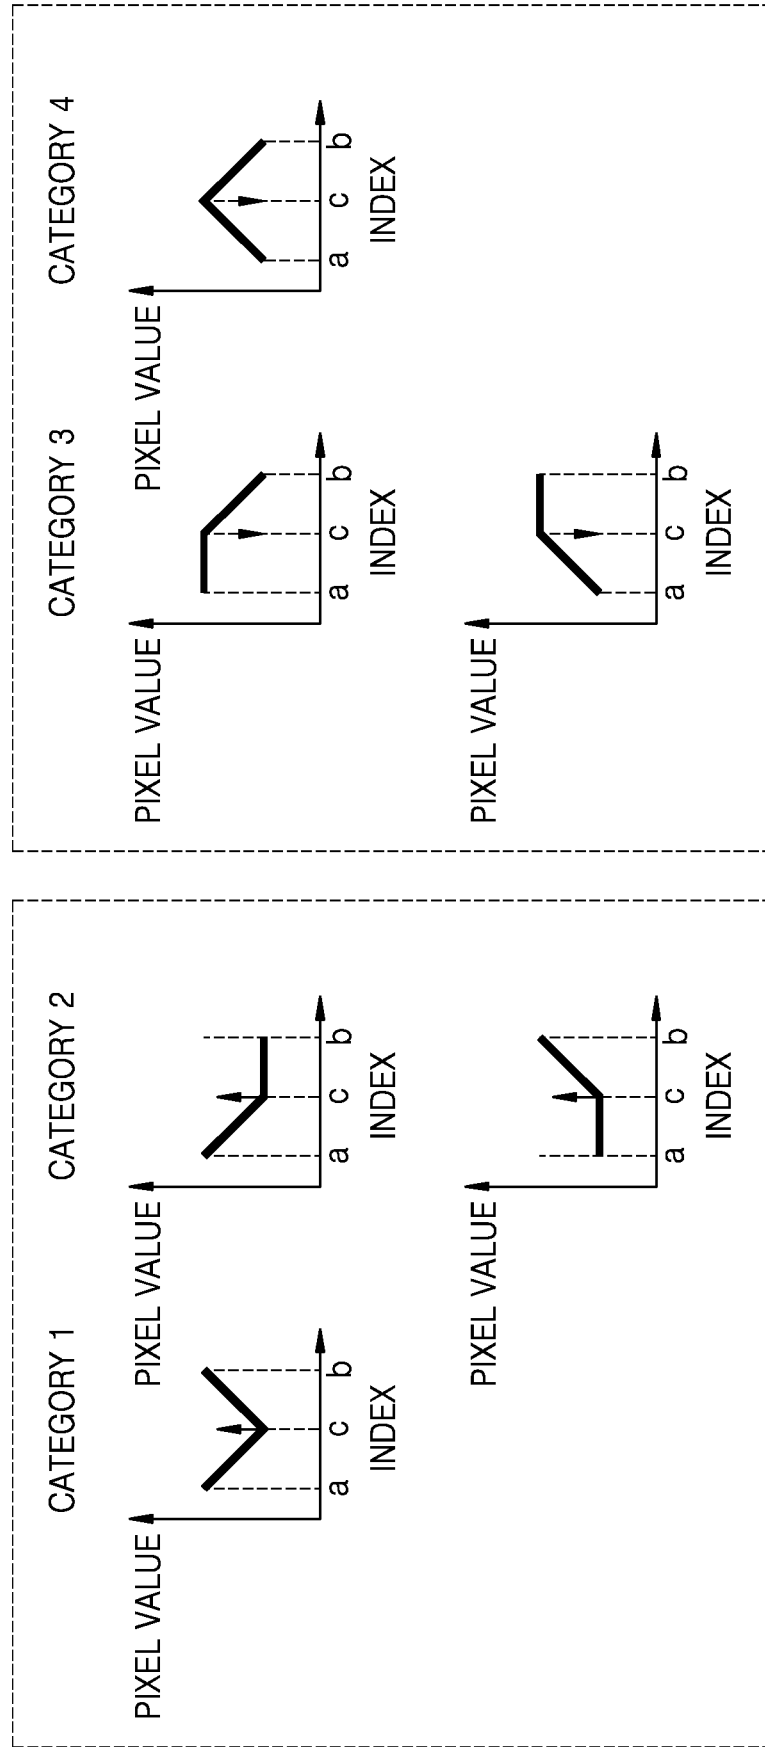 CATEGORY 1
PIXEL VALUE
a c b
INDEX
CATEGORY 2
PIXEL VALUE
a c b
INDEX
PIXEL VALUE
a c b
INDEX
CATEGORY 3
PIXEL VALUE
a c b
INDEX
PIXEL VALUE
a c b
INDEX
CATEGORY 4
PIXEL VALUE
a c b
INDEX